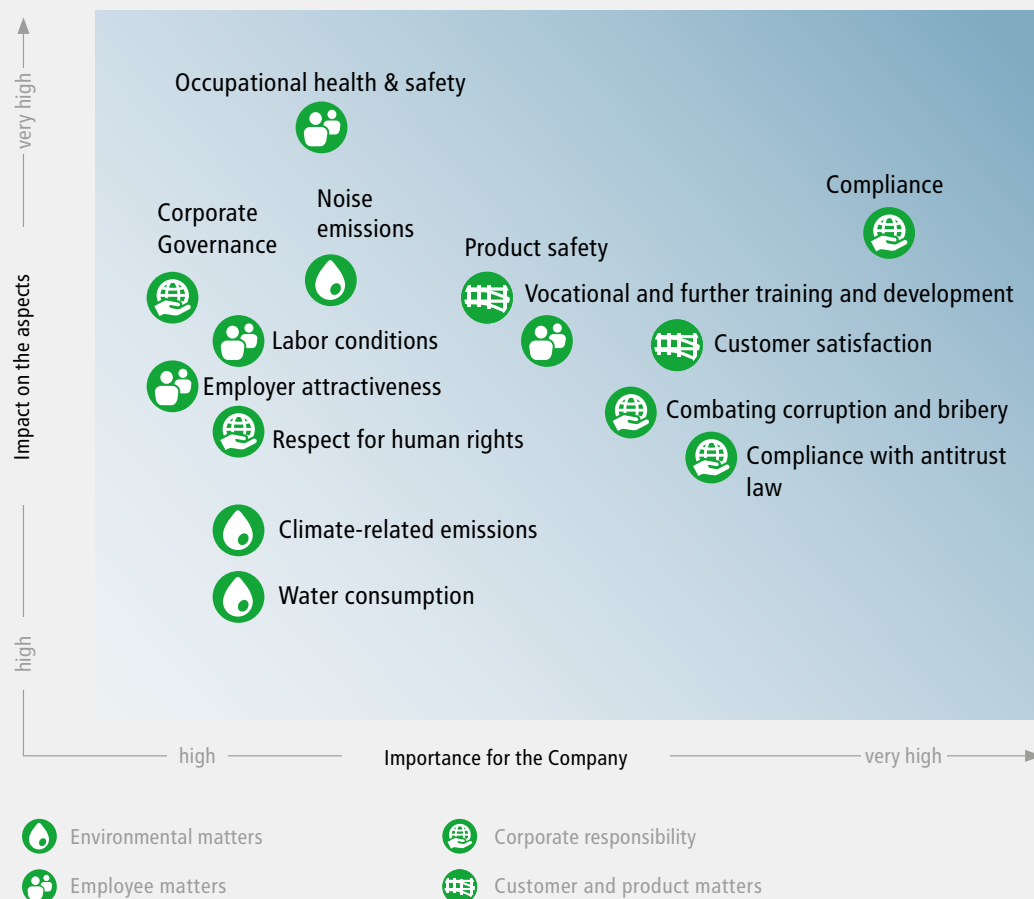 very high
Impact on the aspects
high
Occupational health & safety
Corporate
Governance
Noise
emissions
Product safety
Compliance
Vocational and further training and development
Labor conditions
Customer satisfaction
Employer attractiveness
Combating corruption and bribery
Respect for human rights
Compliance with antitrust
law
Climate-related emissions
Water consumption
high
Importance for the Company
very high
Environmental matters
Corporate responsibility
Employee matters
Customer and product matters